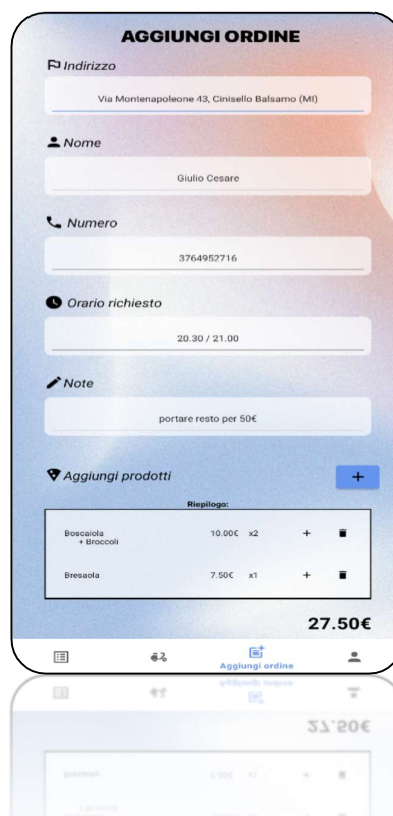 AGGIUNGI ORDINE
Indirizzo
Via Montenapoleone 43, Cinisello Balsamo (MI)
Nome
Giulio Cesare
Numero
3764952716
Orario richiesto
20.30 / 21.00
Note
portare resto per 50€
Aggiungi prodotti
+
Riepilogo:
Boscaiola 10.00€ x2 +
+ Broccoli
Bresaola 7.50€ x1 +
27.50€
Aggiungi ordine